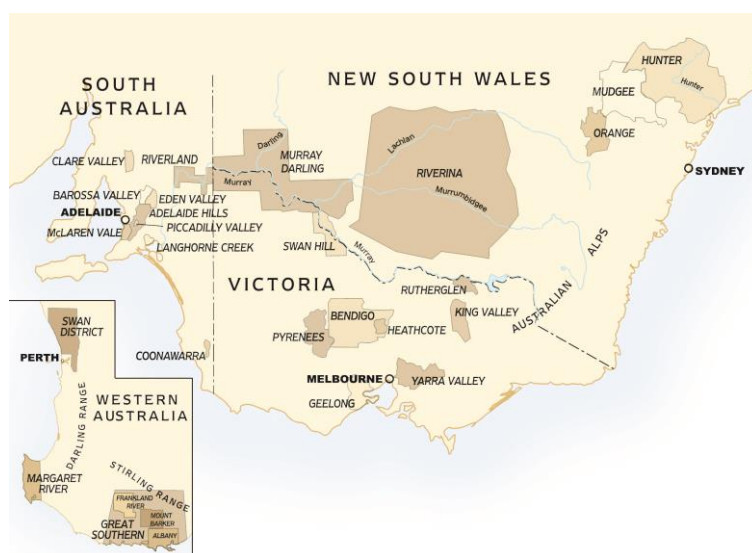 SOUTH
AUSTRALIA
NEW SOUTH WALES
HUNTER
Hunter
MUDGEE
ORANGE
SYDNEY
CLARE VALLEY
RIVERLAND
Darling
MURRAY
DARLING
Murray
Lachlan
RIVERINA
Murrumbidgee
BAROSSA VALLEY
EDEN VALLEY
ADELAIDE
ADELAIDE HILLS
PICCADILLY VALLEY
McLAREN VALE
LANGHORNE CREEK
SWAN HILL
Murray
AUSTRALIAN ALPS
VICTORIA
RUTHERGLEN
KING VALLEY
BENDIGO
HEATHCOTE
PYRENEES
COONAWARRA
MELBOURNE
YARRA VALLEY
GEELONG
SWAN
DISTRICT
PERTH
DARLING RANGE
WESTERN
AUSTRALIA
MARGARET
RIVER
STIRLING RANGE
FRANKLAND
RIVER
MOUNT
BARKER
GREAT
SOUTHERN
ALBANY